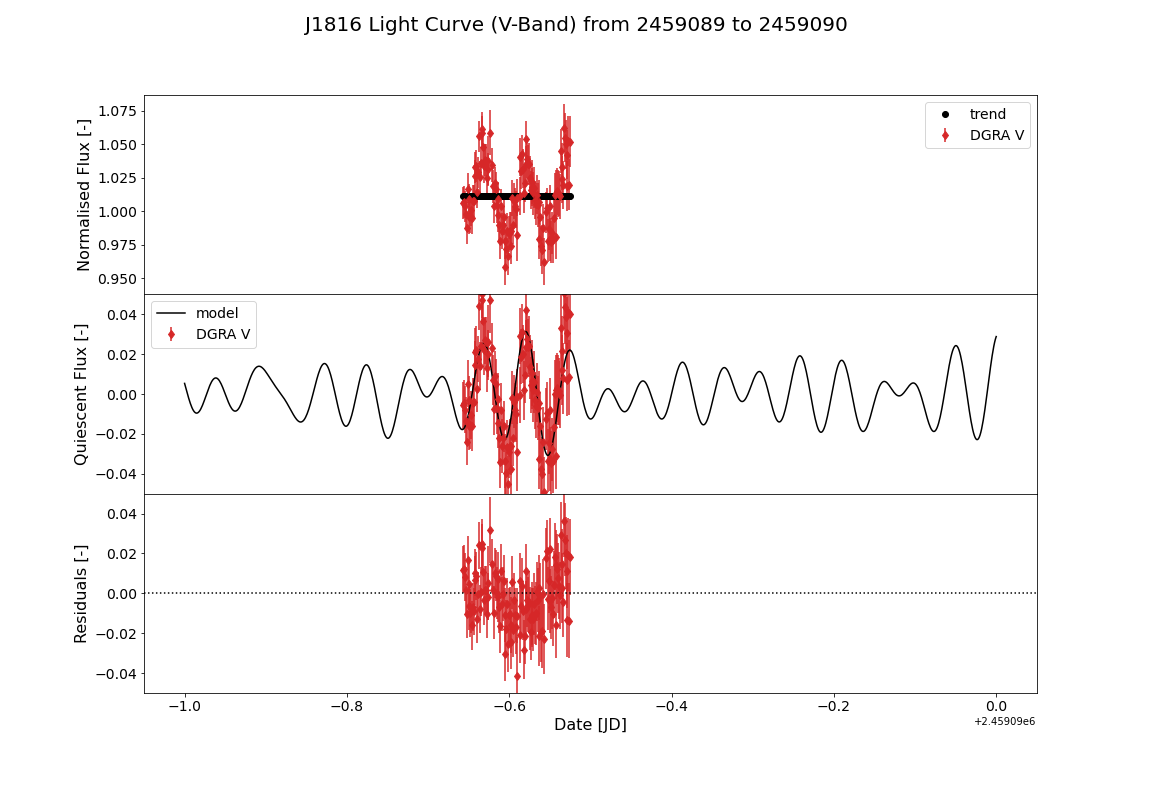 J1816 Light Curve (V-Band) from 2459089 to 2459090
Normalised Flux [-]
1.075
1.050
1.025
1.000
0.975
0.950
trend
DGRA V
Quiescent Flux [-]
0.04
0.02
0.00
−0.02
−0.04
model
DGRA V
Residuals [-]
0.04
0.02
0.00
−0.02
−0.04
−1.0 −0.8 −0.6 −0.4 −0.2 0.0
+2.45909e6
Date [JD]